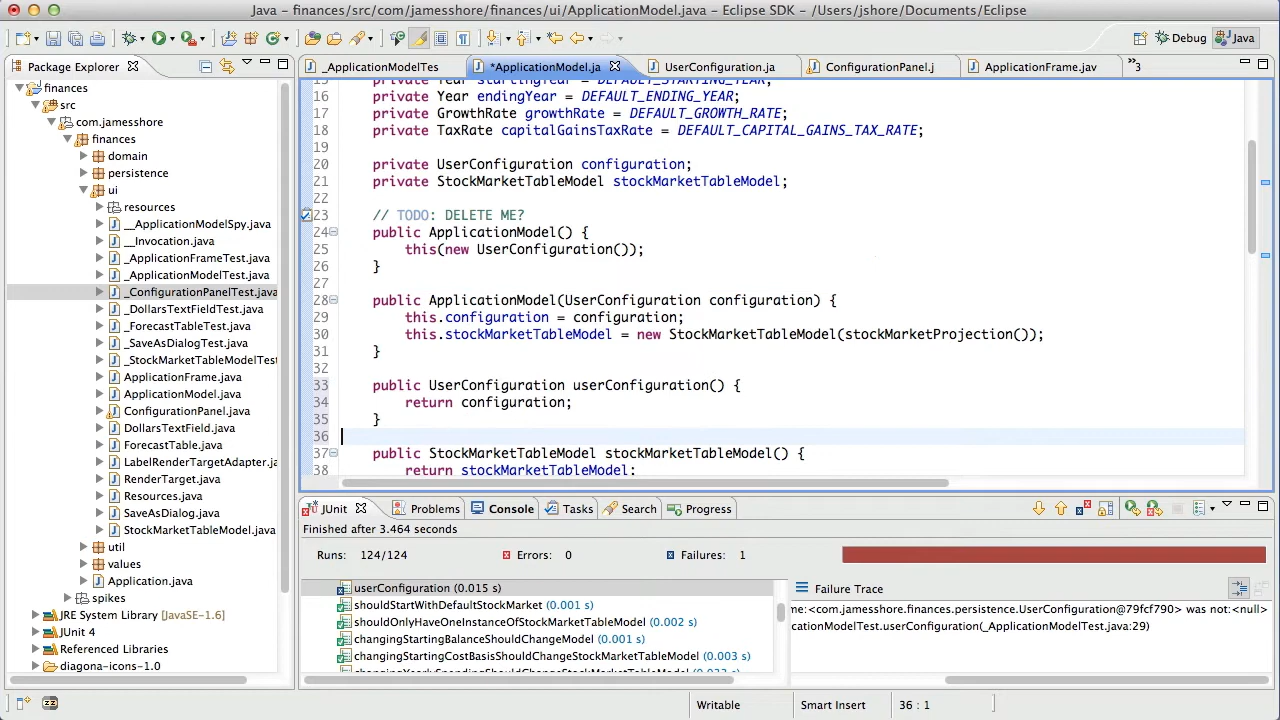 Java – finances/src/com/jamesshore/finances/ui/ApplicationModel.java – Eclipse SDK – /Users/jshore/Documents/Eclipse
Debug
Java
Package Explorer
_ApplicationModelTes
*ApplicationModel.ja
UserConfiguration.ja
ConfigurationPanel.j
ApplicationFrame.jav
3
finances
src
com.jamesshore
finances
domain
persistence
ui
resources
__ApplicationModelSpy.java
__Invocation.java
_ApplicationFrameTest.java
_ApplicationModelTest.java
_ConfigurationPanelTest.java
_DollarsTextFieldTest.java
_ForecastTableTest.java
_SaveAsDialogTest.java
_StockMarketTableModelTest
ApplicationFrame.java
ApplicationModel.java
ConfigurationPanel.java
DollarsTextField.java
ForecastTable.java
LabelRenderTargetAdapter.ja
RenderTarget.java
Resources.java
SaveAsDialog.java
StockMarketTableModel.java
util
values
Application.java
spikes
JRE System Library [JavaSE-1.6]
JUnit 4
Referenced Libraries
diagona-icons-1.0
15 private Year startingYear = DEFAULT_STARTING_YEAR;
16 private Year endingYear = DEFAULT_ENDING_YEAR;
17 private GrowthRate growthRate = DEFAULT_GROWTH_RATE;
18 private TaxRate capitalGainsTaxRate = DEFAULT_CAPITAL_GAINS_TAX_RATE;
19
20 private UserConfiguration configuration;
21 private StockMarketTableModel stockMarketTableModel;
22
23 // TODO: DELETE ME?
24 public ApplicationModel() {
25 this(new UserConfiguration());
26 }
27
28 public ApplicationModel(UserConfiguration configuration) {
29 this.configuration = configuration;
30 this.stockMarketTableModel = new StockMarketTableModel(stockMarketProjection());
31 }
32
33 public UserConfiguration userConfiguration() {
34 return configuration;
35 }
36
37 public StockMarketTableModel stockMarketTableModel() {
38 return stockMarketTableModel;
JUnit
Problems
Console
Tasks
Search
Progress
Finished after 3.464 seconds
Runs: 124/124
Errors: 0
Failures: 1
userConfiguration (0.015 s)
shouldStartWithDefaultStockMarket (0.001 s)
shouldOnlyHaveOneInstanceOfStockMarketTableModel (0.002 s)
changingStartingBalanceShouldChangeModel (0.001 s)
changingStartingCostBasisShouldChangeStockMarketTableModel (0.003 s)
Failure Trace
me:<com.jamesshore.finances.persistence.UserConfiguration@79fcf790> was not:<null>
icationModelTest.userConfiguration(_ApplicationModelTest.java:29)
Writable
Smart Insert
36 : 1